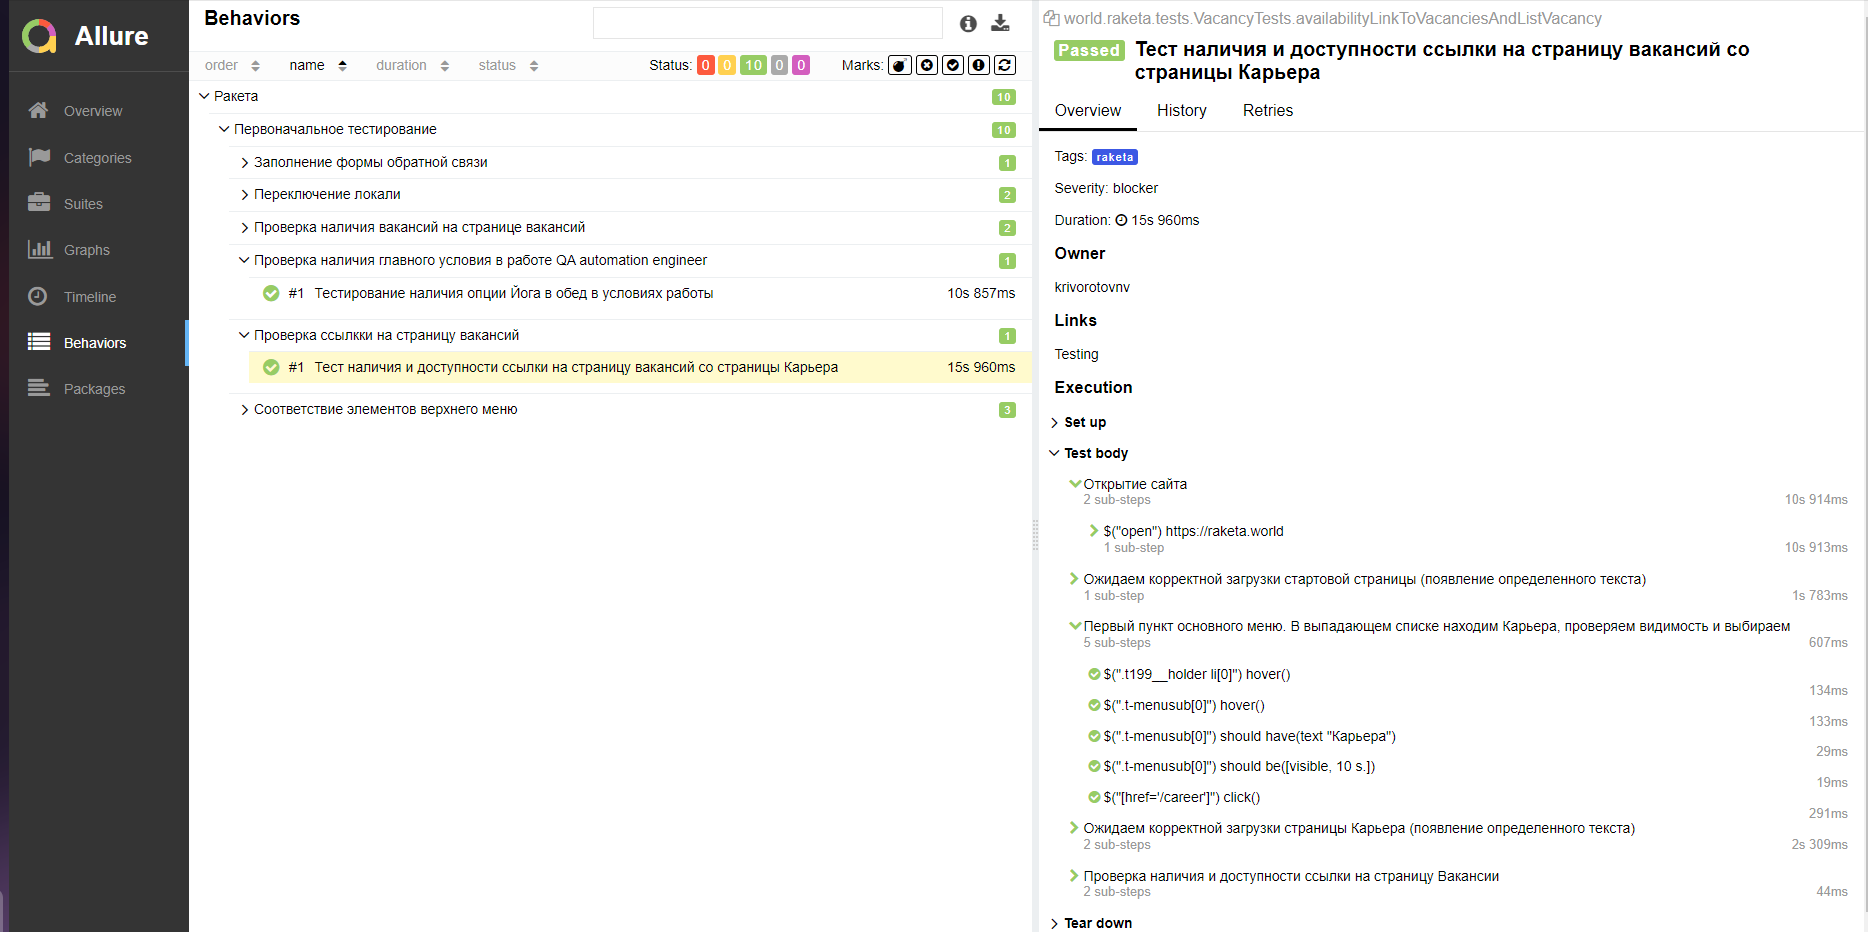 Allure
Overview
Categories
Suites
Graphs
Timeline
Behaviors
Packages
Behaviors
order name duration status Status: 0 0 10 0 0 Marks:
Ракета 10
Первоначальное тестирование 10
Заполнение формы обратной связи 1
Переключение локали 2
Проверка наличия вакансий на странице вакансий 2
Проверка наличия главного условия в работе QA automation engineer 1
#1 Тестирование наличия опции Йога в обед в условиях работы 10s 857ms
Проверка ссылкки на страницу вакансий 1
#1 Тест наличия и доступности ссылки на страницу вакансий со страницы Карьера 15s 960ms
Соответствие элементов верхнего меню 3
world.raketa.tests.VacancyTests.availabilityLinkToVacanciesAndListVacancy
Passed Тест наличия и доступности ссылки на страницу вакансий со
страницы Карьера
Overview History Retries
Tags: raketa
Severity: blocker
Duration: 15s 960ms
Owner
krivorotovnv
Links
Testing
Execution
Set up
Test body
Открытие сайта
2 sub-steps 10s 914ms
$("open") https://raketa.world
1 sub-step 10s 913ms
Ожидаем корректной загрузки стартовой страницы (появление определенного текста)
1 sub-step 1s 783ms
Первый пункт основного меню. В выпадающем списке находим Карьера, проверяем видимость и выбираем
5 sub-steps 607ms
$(".t199__holder li[0]") hover()
134ms
$(".t-menusub[0]") hover()
133ms
$(".t-menusub[0]") should have(text "Карьера")
29ms
$(".t-menusub[0]") should be([visible, 10 s.])
19ms
$("[href='/career']") click()
291ms
Ожидаем корректной загрузки страницы Карьера (появление определенного текста)
2 sub-steps 2s 309ms
Проверка наличия и доступности ссылки на страницу Вакансии
2 sub-steps 44ms
Tear down